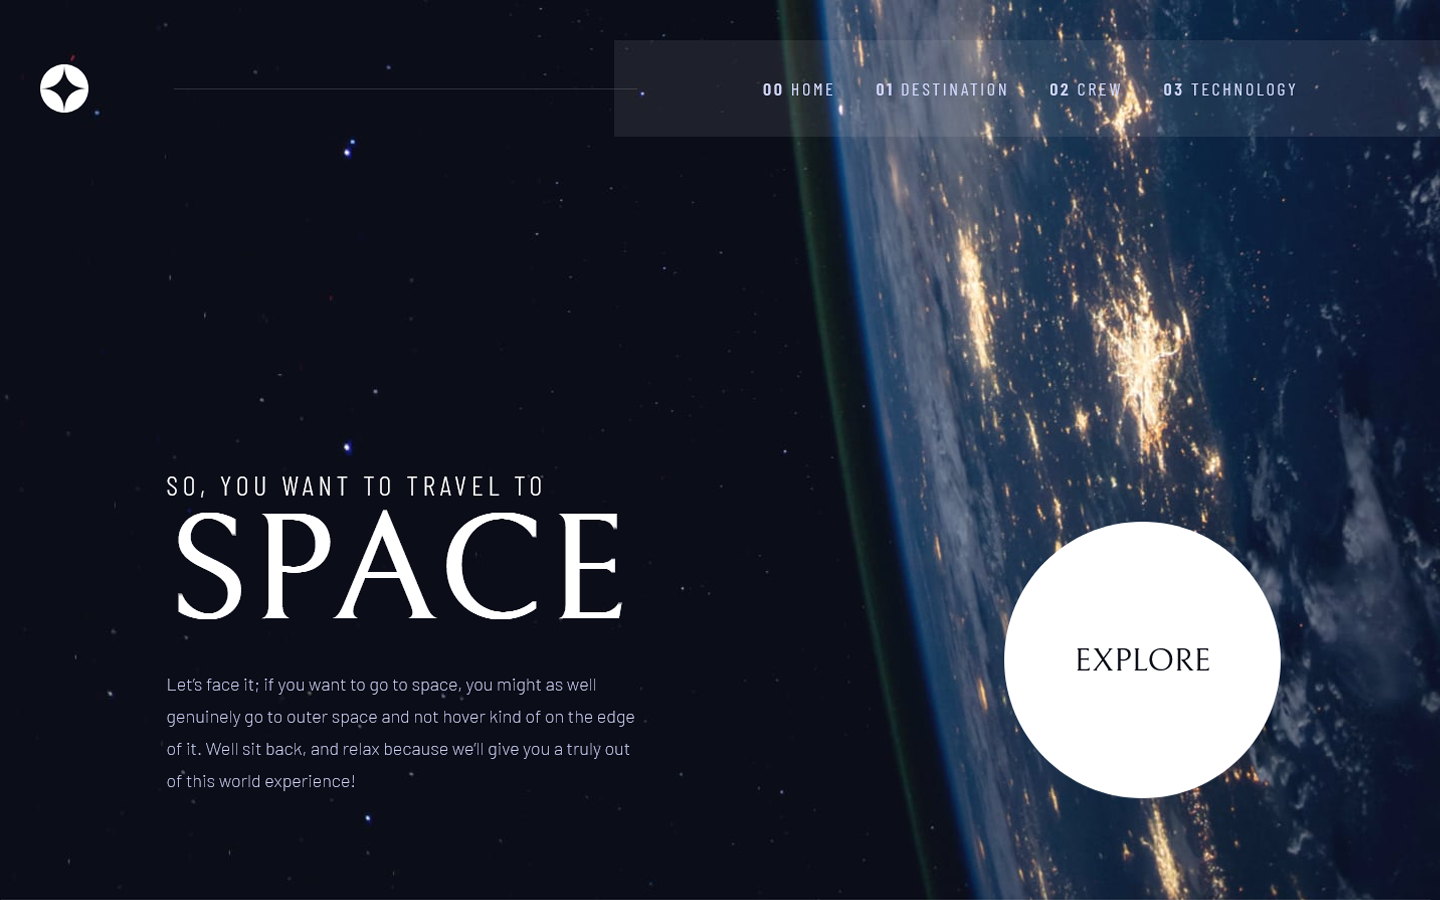 00 HOME 01 DESTINATION 02 CREW 03 TECHNOLOGY
SO, YOU WANT TO TRAVEL TO
SPACE
Let’s face it; if you want to go to space, you might as well
genuinely go to outer space and not hover kind of on the edge
of it. Well sit back, and relax because we’ll give you a truly out
of this world experience!
EXPLORE